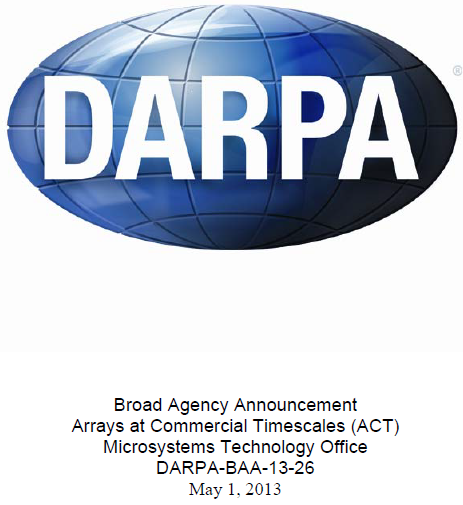 DARPA
®
Broad Agency Announcement
Arrays at Commercial Timescales (ACT)
Microsystems Technology Office
DARPA-BAA-13-26
May 1, 2013